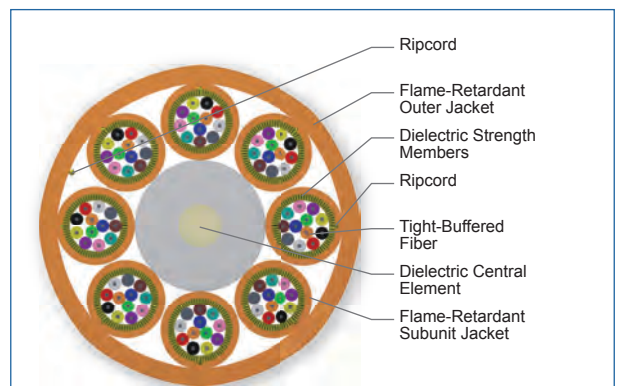 Ripcord
Flame-Retardant
Outer Jacket
Dielectric Strength
Members
Ripcord
Tight-Buffered
Fiber
Dielectric Central
Element
Flame-Retardant
Subunit Jacket